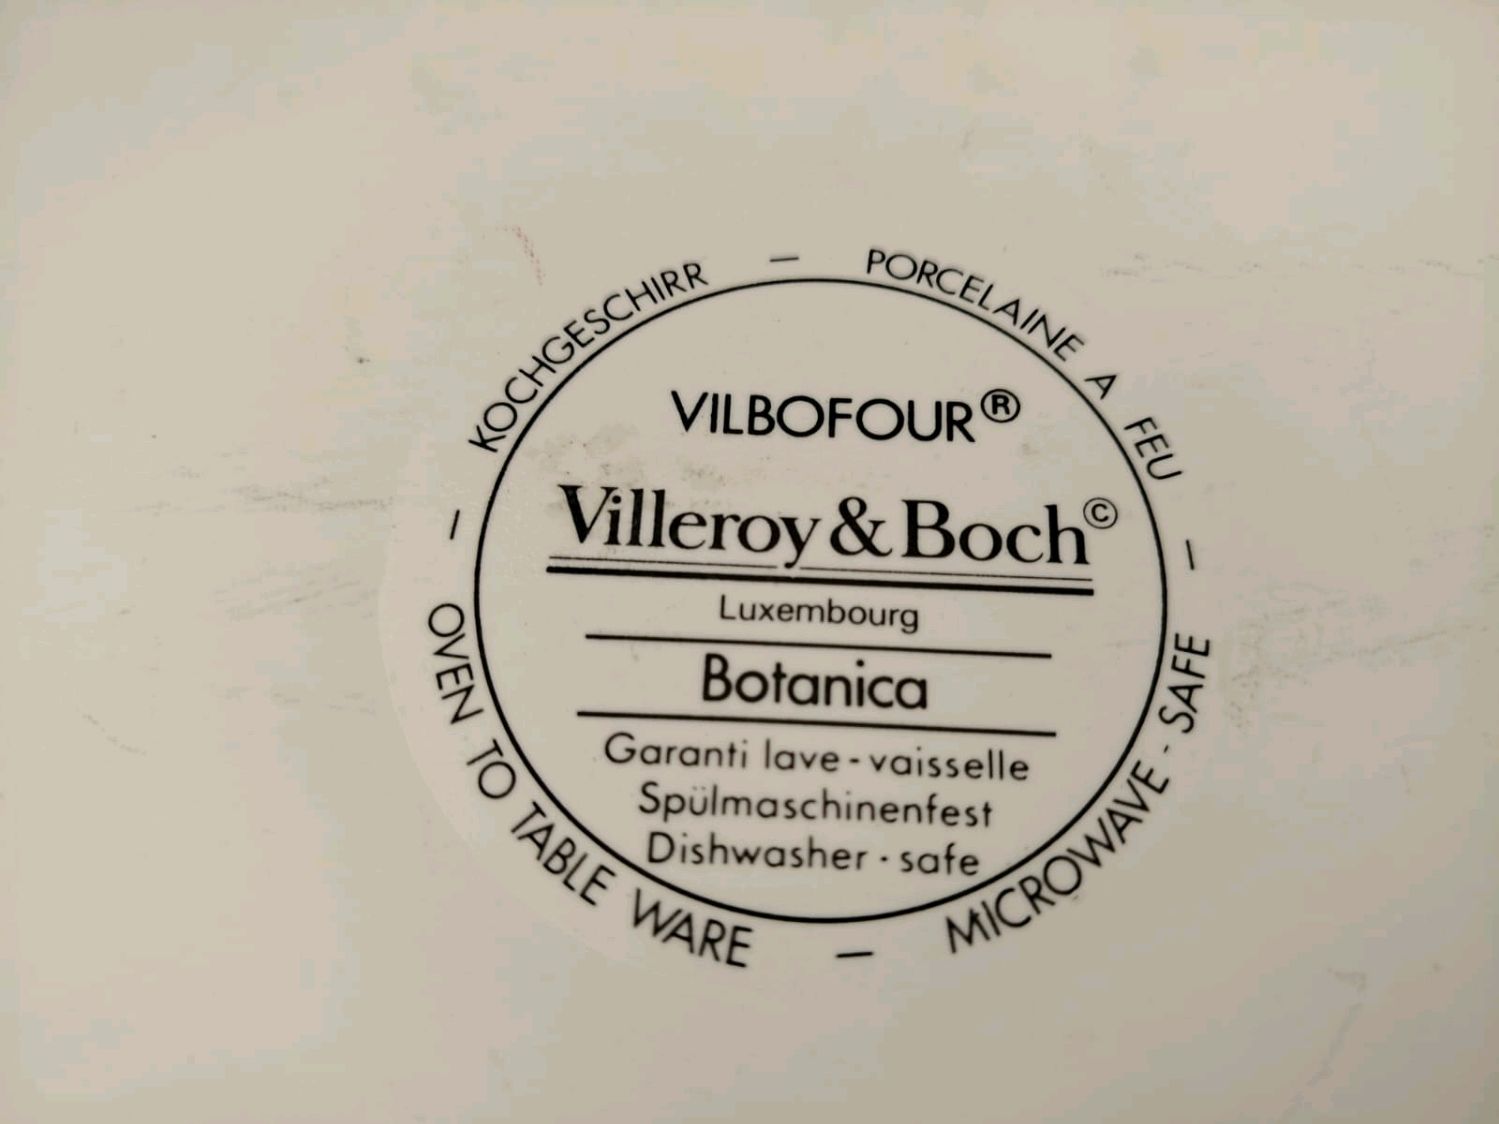 KOCHGESCHIRR – PORCELAINE A FEU – MICROWAVE - SAFE – OVEN TO TABLE WARE –
VILBOFOUR®
Villeroy & Boch©
Luxembourg
Botanica
Garanti lave - vaisselle
Spülmaschinenfest
Dishwasher · safe